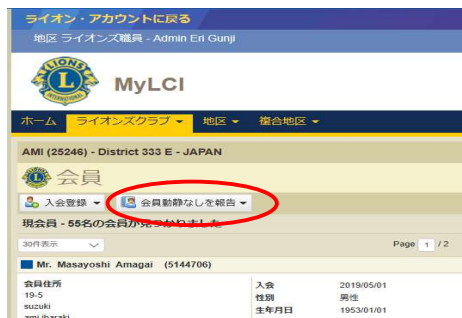 ライオン・アカウントに戻る
地区 ライオンズ職員 - Admin Eri Gunji
LIONS
L
INTERNATIONAL
MyLCI
ホーム ライオンズクラブ 地区 複合地区
AMI (25246) - District 333 E - JAPAN
会員
入会登録 会員動静なしを報告
現会員 - 55名の会員が見つかりました
30件表示 Page 1 / 2
Mr. Masayoshi Amagai (5144706)
会員住所 入会 2019/05/01
19-5 性別 男性
suzuki 生年月日 1953/01/01
ami ibaraki